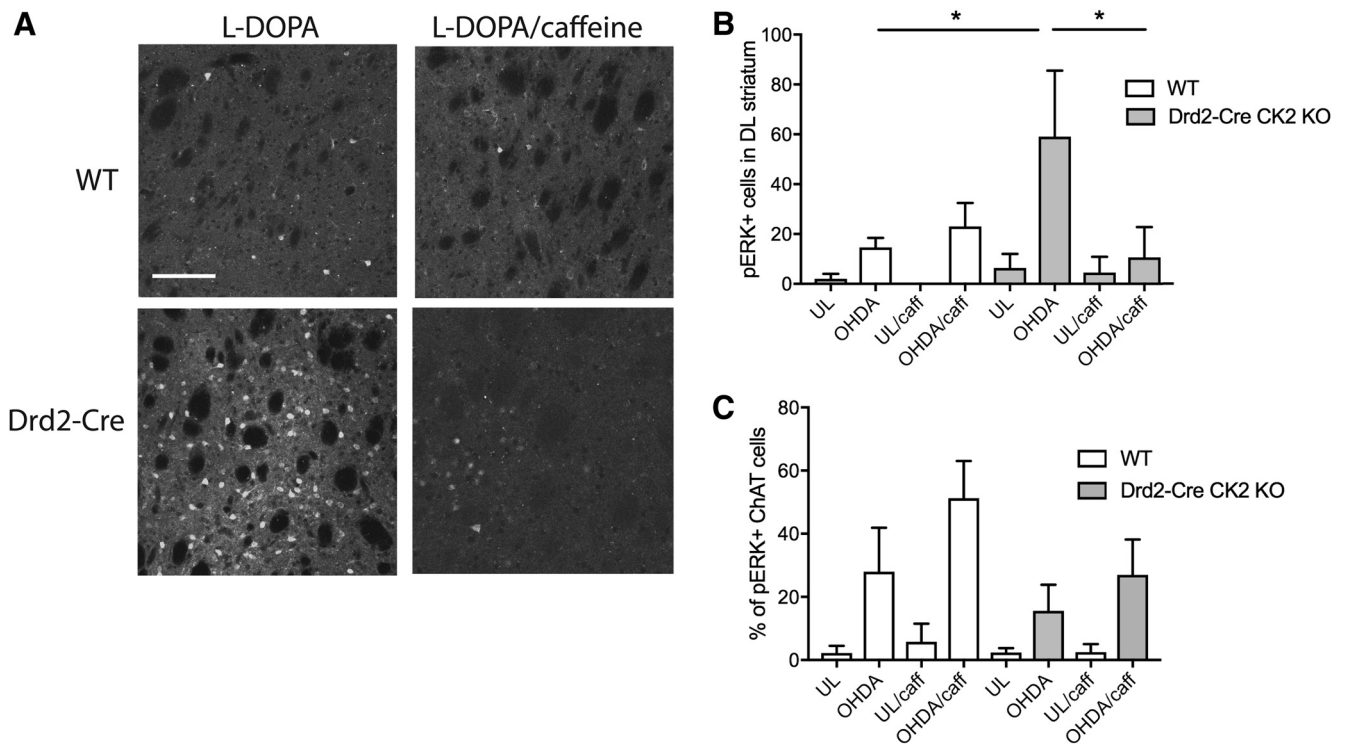 A
L-DOPA
L-DOPA/caffeine
WT
Drd2-Cre
B
*
*
pERK+ cells in DL striatum
100
80
60
40
20
0
WT
Drd2-Cre CK2 KO
UL
OHDA
UL/caff
OHDA/caff
UL
OHDA
UL/caff
OHDA/caff
C
% of pERK+ ChAT cells
80
60
40
20
0
WT
Drd2-Cre CK2 KO
UL
OHDA
UL/caff
OHDA/caff
UL
OHDA
UL/caff
OHDA/caff